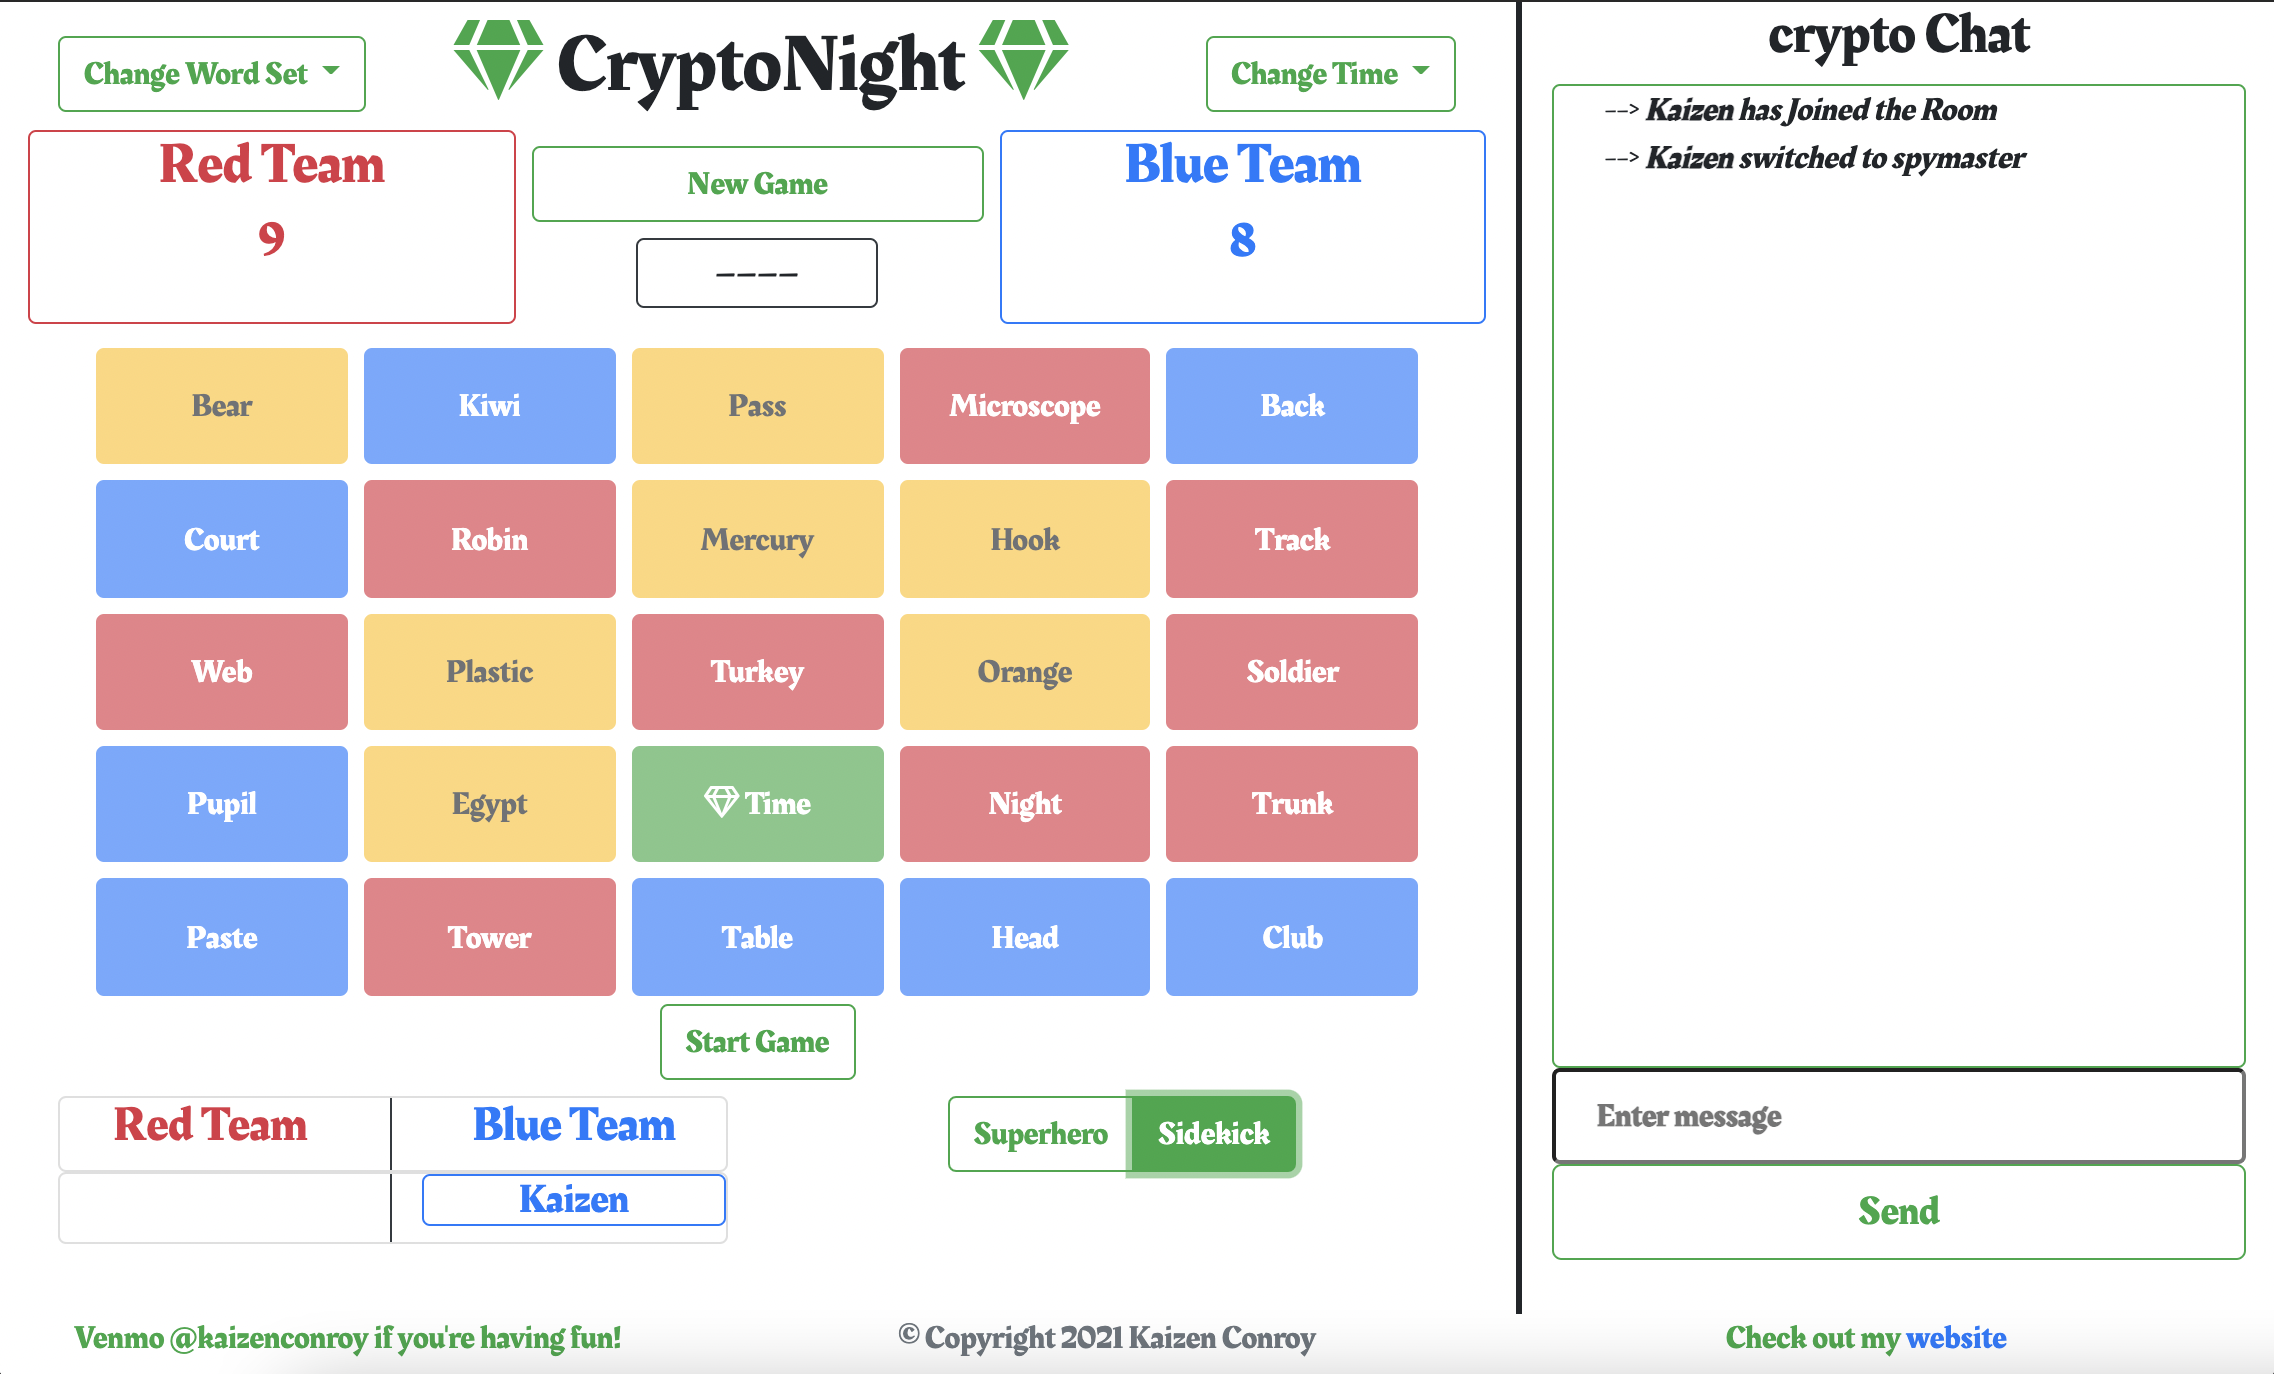 Change Word Set
CryptoNight
Change Time
Red Team
9
New Game
----
Blue Team
8
Bear
Kiwi
Pass
Microscope
Back
Court
Robin
Mercury
Hook
Track
Web
Plastic
Turkey
Orange
Soldier
Pupil
Egypt
Time
Night
Trunk
Paste
Tower
Table
Head
Club
Start Game
Red Team
Blue Team
Kaizen
Superhero
Sidekick
crypto Chat
--> Kaizen has Joined the Room
--> Kaizen switched to spymaster
Enter message
Send
Venmo @kaizenconroy if you're having fun!
© Copyright 2021 Kaizen Conroy
Check out my website